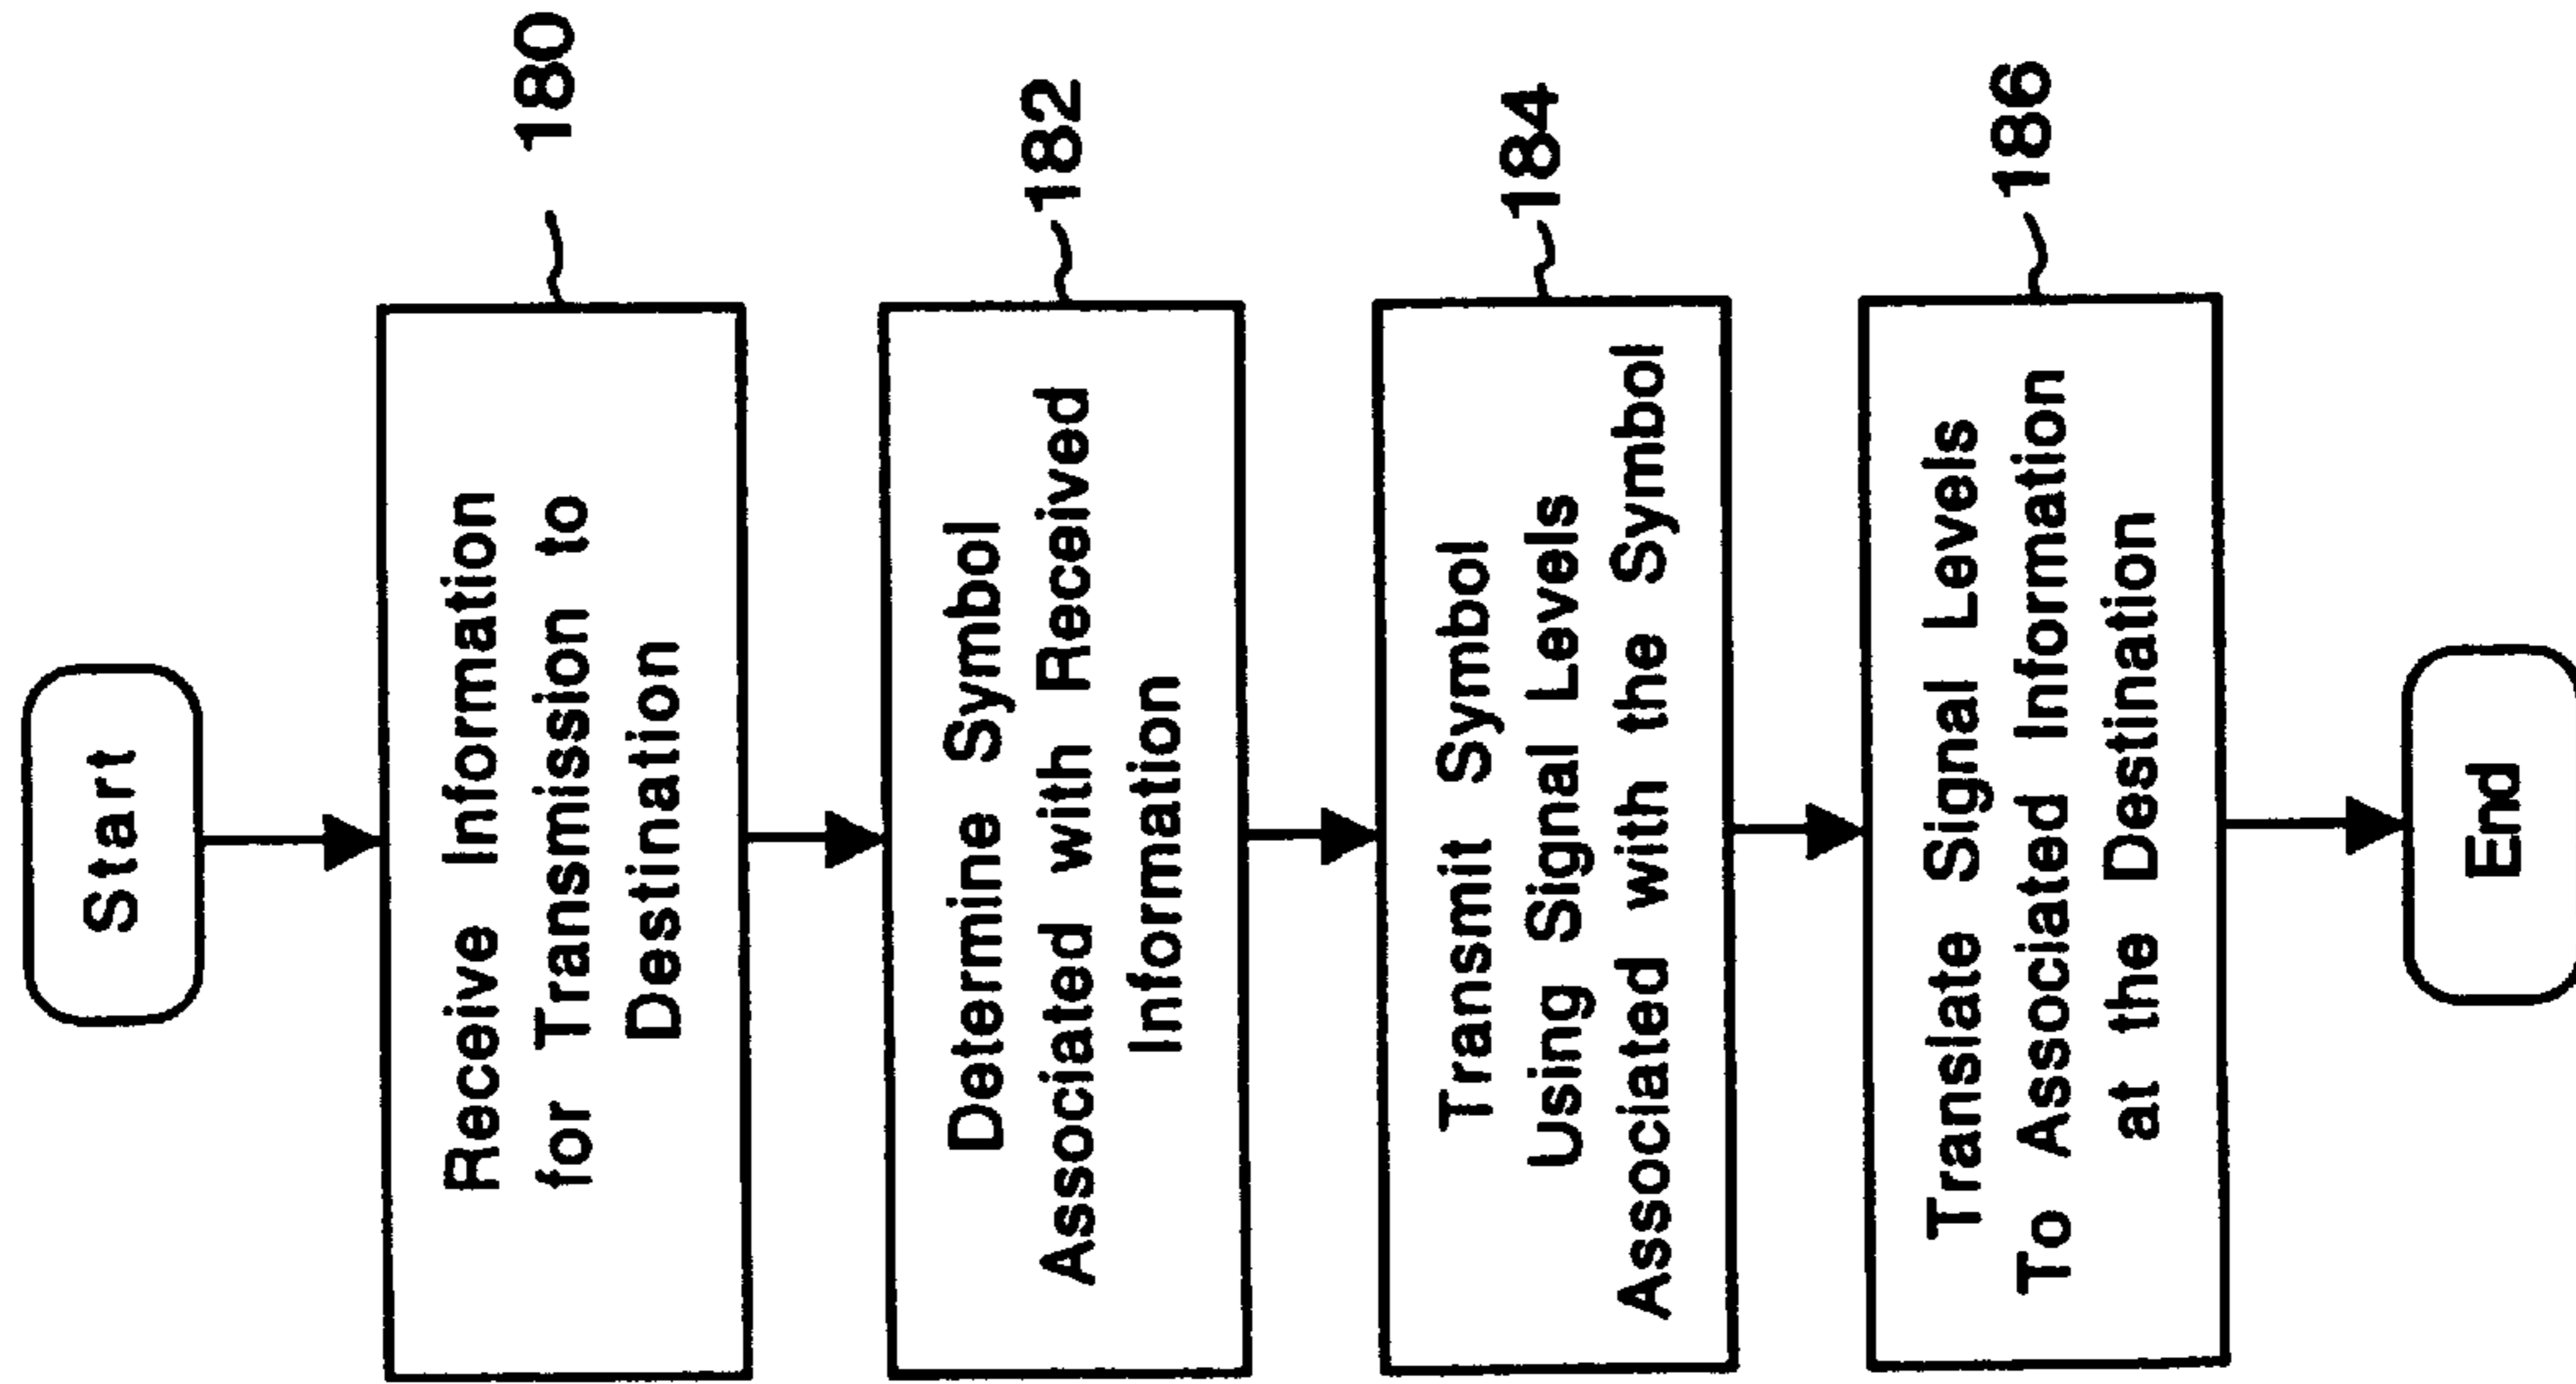 Start
Receive Information
for Transmission to
Destination
180
Determine Symbol
Associated with Received
Information
182
Transmit Symbol
Using Signal Levels
Associated with the Symbol
184
Translate Signal Levels
To Associated Information
at the Destination
186
End